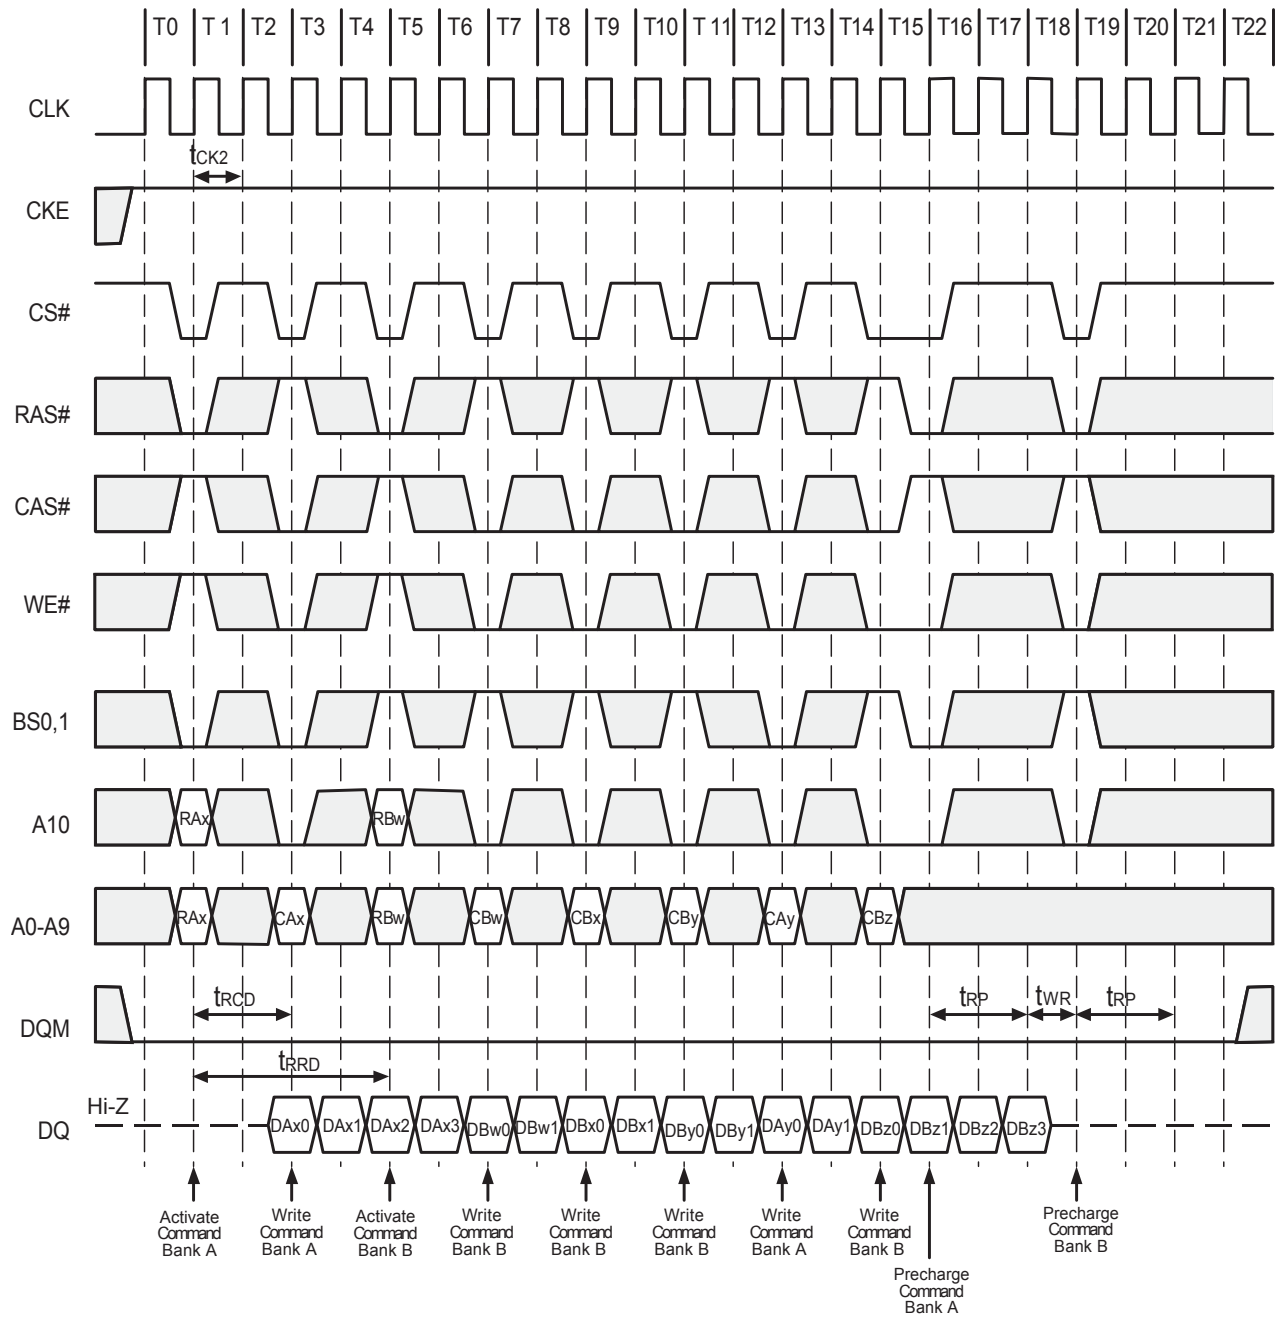 T0 T 1 T2 T3 T4 T5 T6 T7 T8 T9 T10 T 11 T12 T13 T14 T15 T16 T17 T18 T19 T20 T21 T22
CLK
tCK2
CKE
CS#
RAS#
CAS#
WE#
BS0,1
A10 RAx RBw
A0-A9 RAx CAx RBw CBw CBx CBy CAy CBz
DQM tRCD tRP tWR tRP
tRRD
Hi-Z
DQ DAx0 DAx1 DAx2 DAx3 DBw0 DBw1 DBx0 DBx1 DBy0 DBy1 DAy0 DAy1 DBz0 DBz1 DBz2 DBz3
Activate
Command
Bank A
Write
Command
Bank A
Activate
Command
Bank B
Write
Command
Bank B
Write
Command
Bank B
Write
Command
Bank B
Write
Command
Bank A
Write
Command
Bank B
Precharge
Command
Bank A
Precharge
Command
Bank B